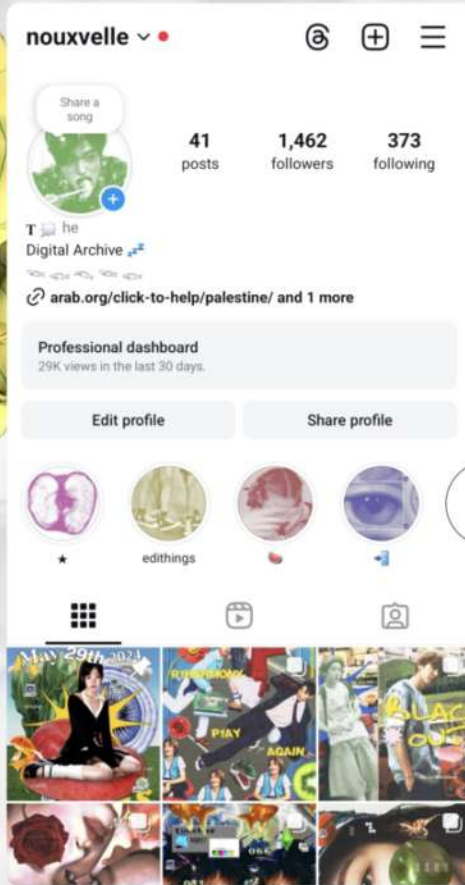 nouxvelle
Share a
song
41
posts
1,462
followers
373
following
T he
Digital Archive 💤
arab.org/click-to-help/palestine/ and 1 more
Professional dashboard
29K views in the last 30 days.
Edit profile
Share profile
★
edithings
🍉
May 29th 2024
PLAY
AGAIN
BLAC
OU